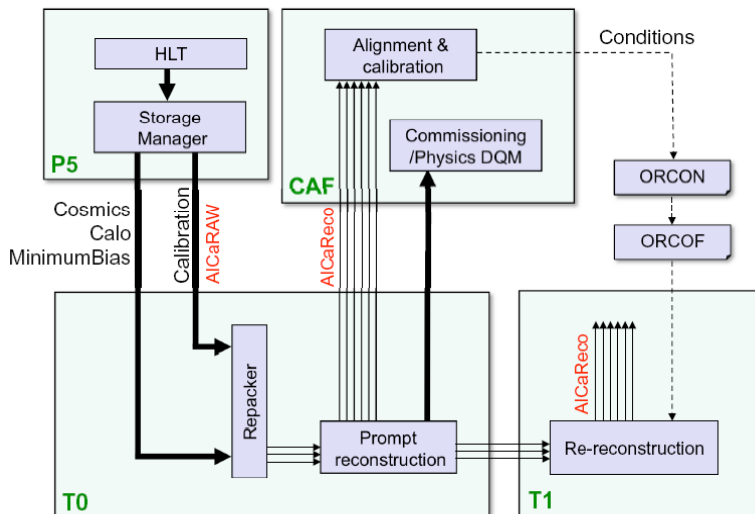 HLT
Storage
Manager
P5
Alignment &
calibration
Commissioning
/Physics DQM
CAF
Conditions
ORCON
ORCOF
Cosmics
Calo
MinimumBias
Calibration
AlCaRAW
AlCaReco
Repacker
Prompt
reconstruction
T0
AlCaReco
Re-reconstruction
T1